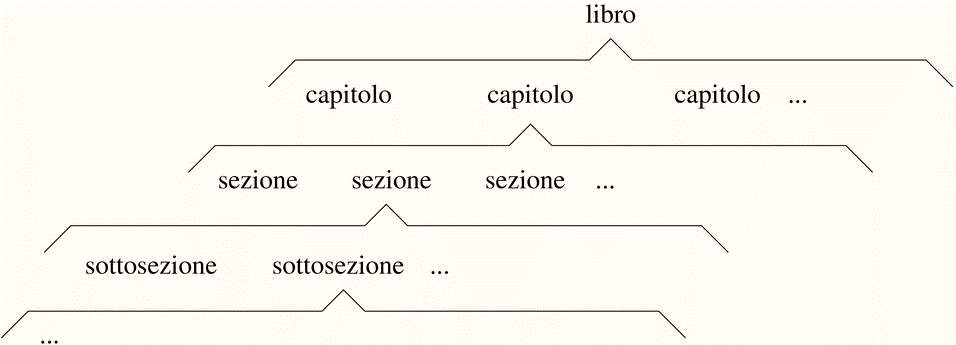 libro
capitolo capitolo capitolo ...
sezione sezione sezione ...
sottosezione sottosezione ...
...